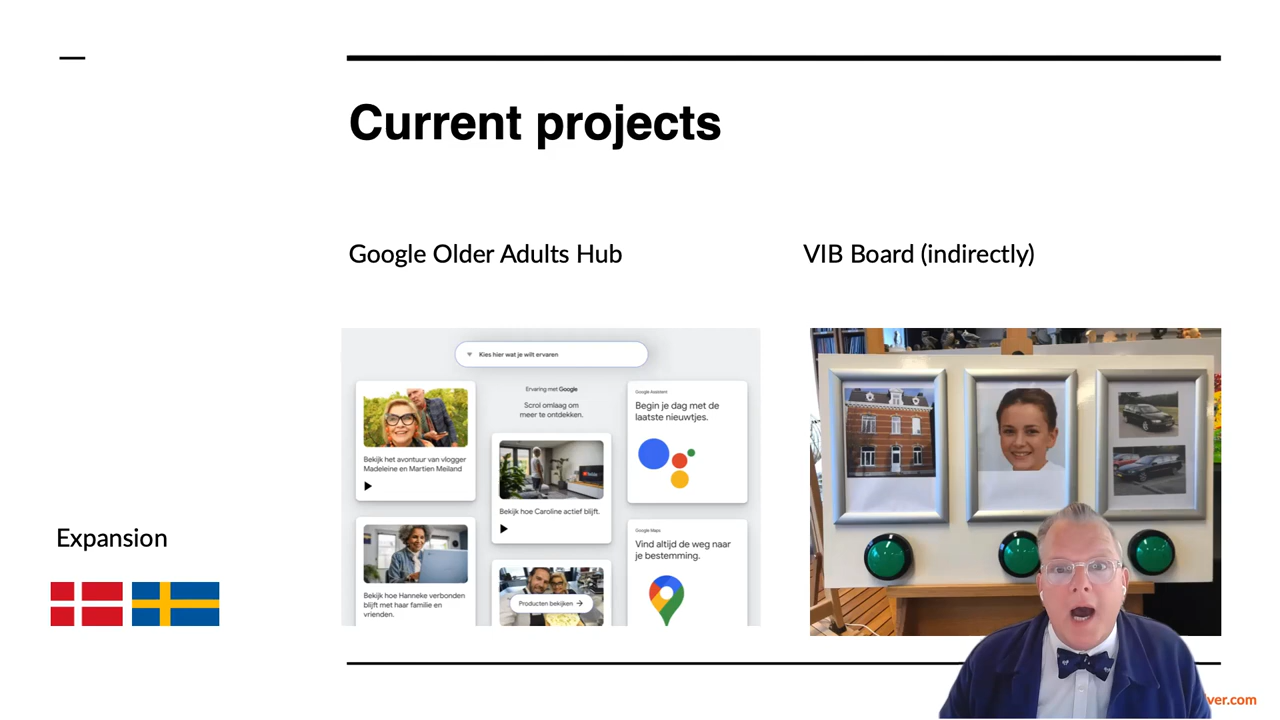 Current projects
Google Older Adults Hub
VIB Board (indirectly)
Expansion
Kies hier wat je wilt ervaren
Bekijk het avontuur van vlogger
Madeleine en Martien Meiland
Bekijk hoe Hanneke verbonden
blijft met haar familie en
vrienden.
Ervaring met Google
Scrol omlaag om
meer te ontdekken.
Bekijk hoe Caroline actief blijft.
Producten bekijken
Google Assistent
Begin je dag met de
laatste nieuwtjes.
Google Maps
Vind altijd de weg naar
je bestemming.
ver.com